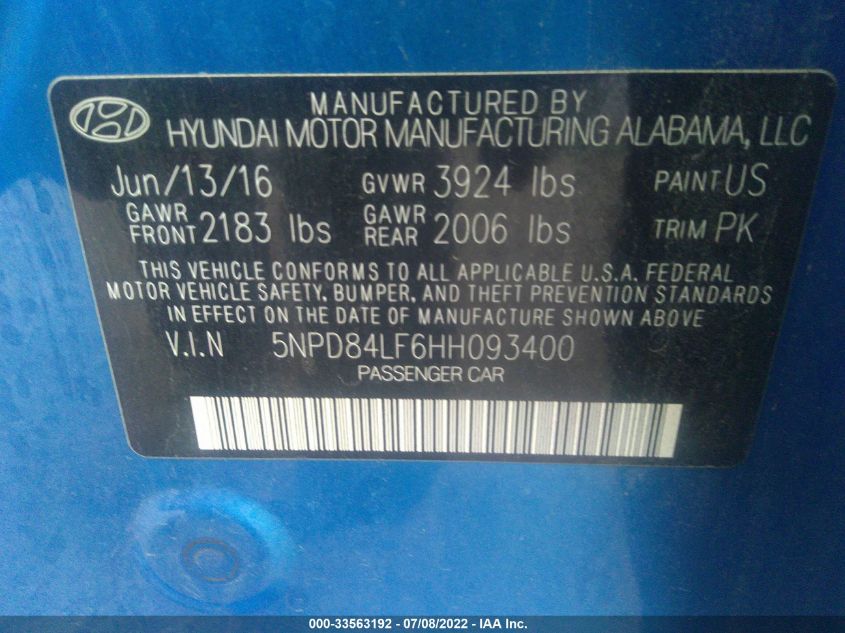 MANUFACTURED BY
HYUNDAI MOTOR MANUFACTURING ALABAMA, LLC
Jun/13/16 GVWR 3924 lbs PAINT US
GAWR FRONT 2183 lbs GAWR REAR 2006 lbs TRIM PK
THIS VEHICLE CONFORMS TO ALL APPLICABLE U.S.A. FEDERAL
MOTOR VEHICLE SAFETY, BUMPER, AND THEFT PREVENTION STANDARDS
IN EFFECT ON THE DATE OF MANUFACTURE SHOWN ABOVE.
V.I.N 5NPD84LF6HH093400
PASSENGER CAR
000-33563192 - 07/08/2022 - IAA Inc.